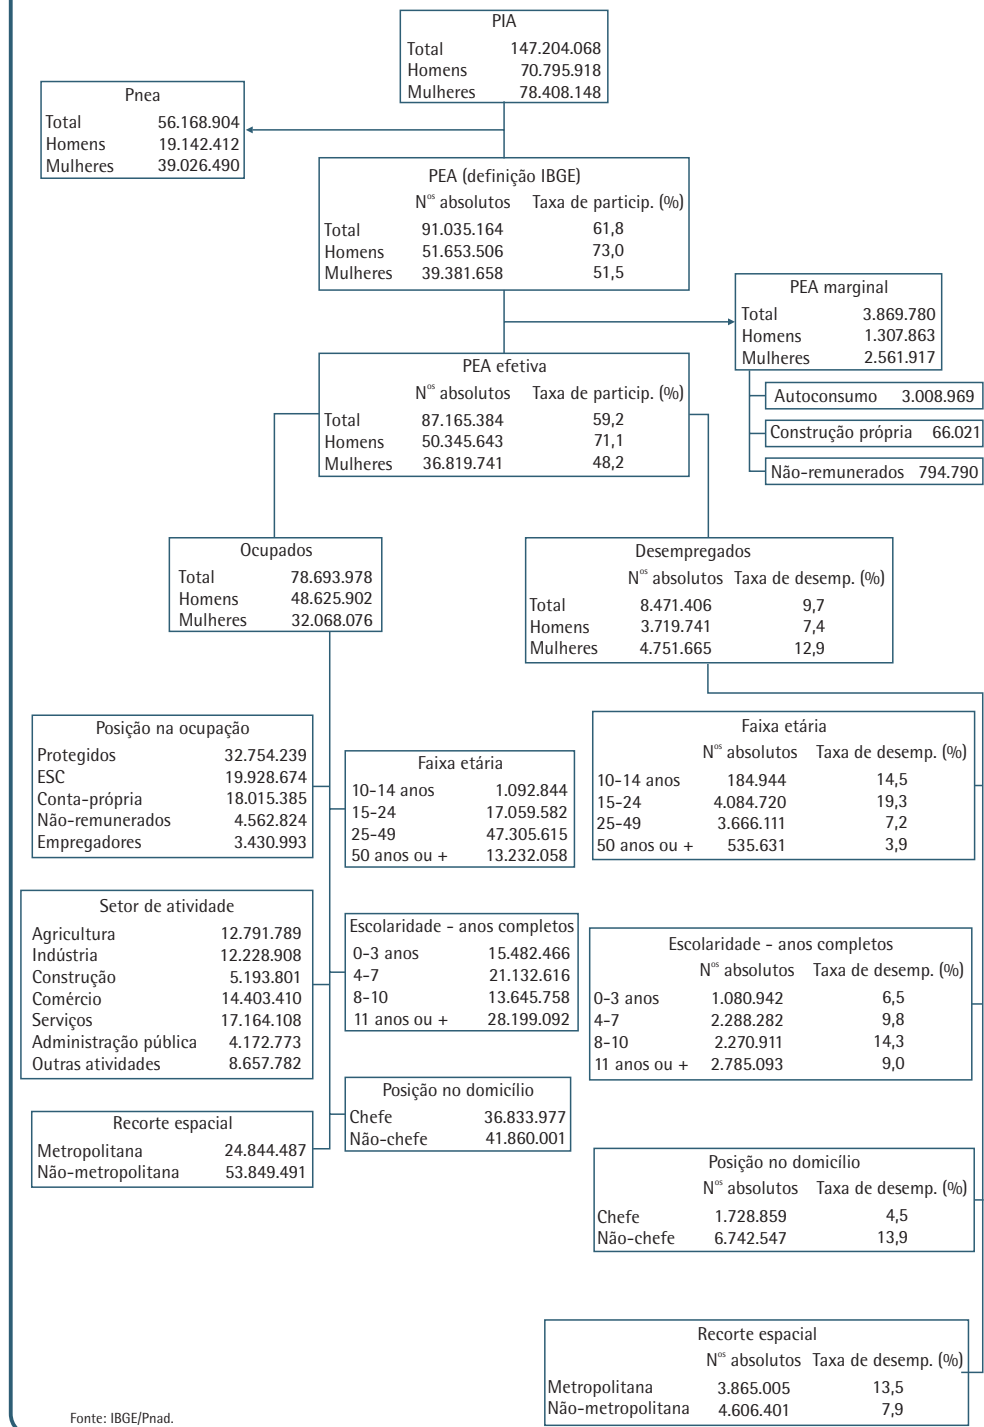 PIA
Total 147.204.068
Homens 70.795.918
Mulheres 78.408.148
Pnea
Total 56.168.904
Homens 19.142.412
Mulheres 39.026.490
PEA (definição IBGE)
Nos absolutos Taxa de particip. (%)
Total 91.035.164 61,8
Homens 51.653.506 73,0
Mulheres 39.381.658 51,5
PEA marginal
Total 3.869.780
Homens 1.307.863
Mulheres 2.561.917
Autoconsumo 3.008.969
Construção própria 66.021
Não-remunerados 794.790
PEA efetiva
Nos absolutos Taxa de particip. (%)
Total 87.165.384 59,2
Homens 50.345.643 71,1
Mulheres 36.819.741 48,2
Ocupados
Total 78.693.978
Homens 48.625.902
Mulheres 32.068.076
Desempregados
Nos absolutos Taxa de desemp. (%)
Total 8.471.406 9,7
Homens 3.719.741 7,4
Mulheres 4.751.665 12,9
Posição na ocupação
Protegidos 32.754.239
ESC 19.928.674
Conta-própria 18.015.385
Não-remunerados 4.562.824
Empregadores 3.430.993
Faixa etária
10-14 anos 1.092.844
15-24 17.059.582
25-49 47.305.615
50 anos ou + 13.232.058
Faixa etária
Nos absolutos Taxa de desemp. (%)
10-14 anos 184.944 14,5
15-24 4.084.720 19,3
25-49 3.666.111 7,2
50 anos ou + 535.631 3,9
Setor de atividade
Agricultura 12.791.789
Indústria 12.228.908
Construção 5.193.801
Comércio 14.403.410
Serviços 17.164.108
Administração pública 4.172.773
Outras atividades 8.657.782
Escolaridade - anos completos
0-3 anos 15.482.466
4-7 21.132.616
8-10 13.645.758
11 anos ou + 28.199.092
Escolaridade - anos completos
Nos absolutos Taxa de desemp. (%)
0-3 anos 1.080.942 6,5
4-7 2.288.282 9,8
8-10 2.270.911 14,3
11 anos ou + 2.785.093 9,0
Recorte espacial
Metropolitana 24.844.487
Não-metropolitana 53.849.491
Posição no domicílio
Chefe 36.833.977
Não-chefe 41.860.001
Posição no domicílio
Nos absolutos Taxa de desemp. (%)
Chefe 1.728.859 4,5
Não-chefe 6.742.547 13,9
Recorte espacial
Nos absolutos Taxa de desemp. (%)
Metropolitana 3.865.005 13,5
Não-metropolitana 4.606.401 7,9
Fonte: IBGE/Pnad.